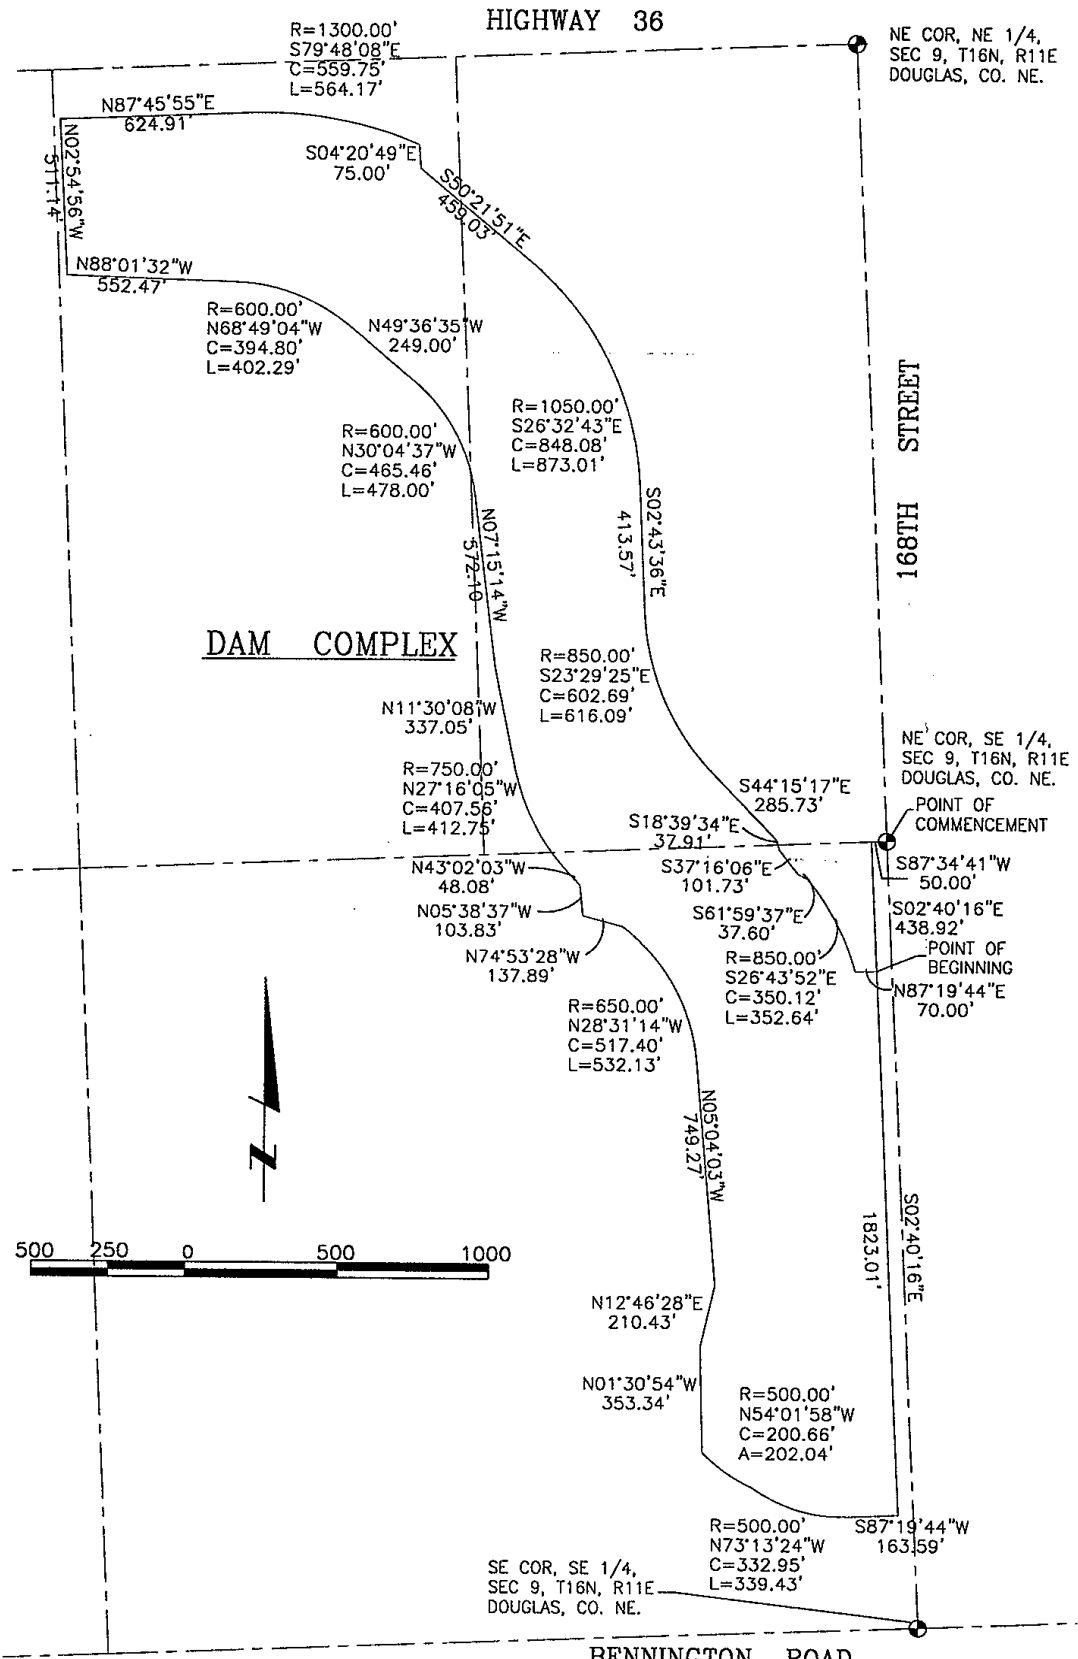 HIGHWAY 36
R=1300.00'
S79°48'08"E
C=559.75'
L=564.17'
NE COR, NE 1/4,
SEC 9, T16N, R11E
DOUGLAS, CO. NE.
N87°45'55"E
624.91'
N02°54'56"W
511.14'
S04°20'49"E
75.00'
S50°21'51"E
459.03'
N88°01'32"W
552.47'
R=600.00'
N68°49'04"W
C=394.80'
L=402.29'
N49°36'35"W
249.00'
168TH STREET
R=1050.00'
S26°32'43"E
C=848.08'
L=873.01'
R=600.00'
N30°04'37"W
C=465.46'
L=478.00'
N07°15'14"W
572.10
S02°43'36"E
413.57'
DAM COMPLEX
R=850.00'
S23°29'25"E
C=602.69'
L=616.09'
N11°30'08"W
337.05'
NE COR, SE 1/4,
SEC 9, T16N, R11E
DOUGLAS, CO. NE.
R=750.00'
N27°16'05"W
C=407.56'
L=412.75'
S44°15'17"E
285.73'
POINT OF
COMMENCEMENT
S18°39'34"E
37.91'
N43°02'03"W
48.08'
S37°16'06"E
101.73'
S87°34'41"W
50.00'
N05°38'37"W
103.83'
S61°59'37"E
37.60'
S02°40'16"E
438.92'
N74°53'28"W
137.89'
R=850.00'
S26°43'52"E
C=350.12'
L=352.64'
POINT OF
BEGINNING
N87°19'44"E
70.00'
R=650.00'
N28°31'14"W
C=517.40'
L=532.13'
N05°04'03"W
749.27'
N
S02°40'16"E
1823.01'
500 250 0 500 1000
N12°46'28"E
210.43'
N01°30'54"W
353.34'
R=500.00'
N54°01'58"W
C=200.66'
A=202.04'
R=500.00'
N73°13'24"W
C=332.95'
L=339.43'
S87°19'44"W
163.59'
SE COR, SE 1/4,
SEC 9, T16N, R11E
DOUGLAS, CO. NE.
BENNINGTON ROAD